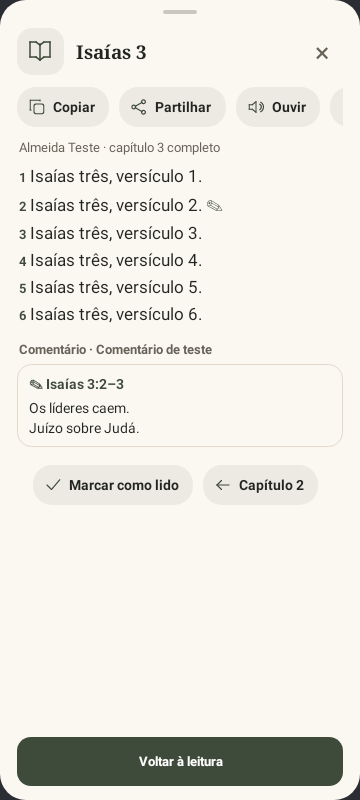 Isaías 3
Copiar
Partilhar
Ouvir
Almeida Teste · capítulo 3 completo
1 Isaías três, versículo 1.
2 Isaías três, versículo 2. ✎
3 Isaías três, versículo 3.
4 Isaías três, versículo 4.
5 Isaías três, versículo 5.
6 Isaías três, versículo 6.
Comentário · Comentário de teste
✎ Isaías 3:2–3
Os líderes caem.
Juízo sobre Judá.
Marcar como lido
Capítulo 2
Voltar à leitura